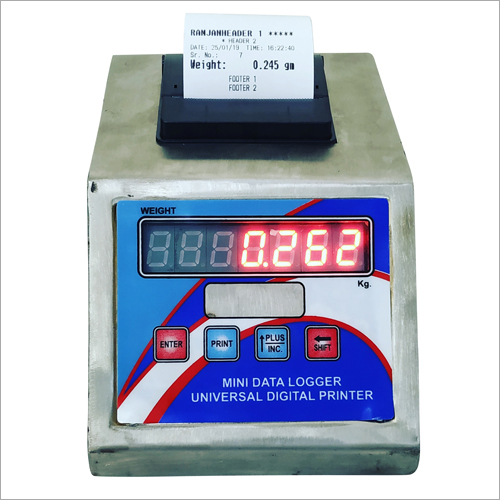 RAMJANHEADER 1 *****
* HEADER 2
DATE: 25/01/19 TIME: 16:22:40
Sr. No.: 7
Weight: 0.245 gm
FOOTER 1
FOOTER 2
WEIGHT
0.262
Kg.
ENTER
PRINT
PLUS
INC.
SHIFT
MINI DATA LOGGER
UNIVERSAL DIGITAL PRINTER